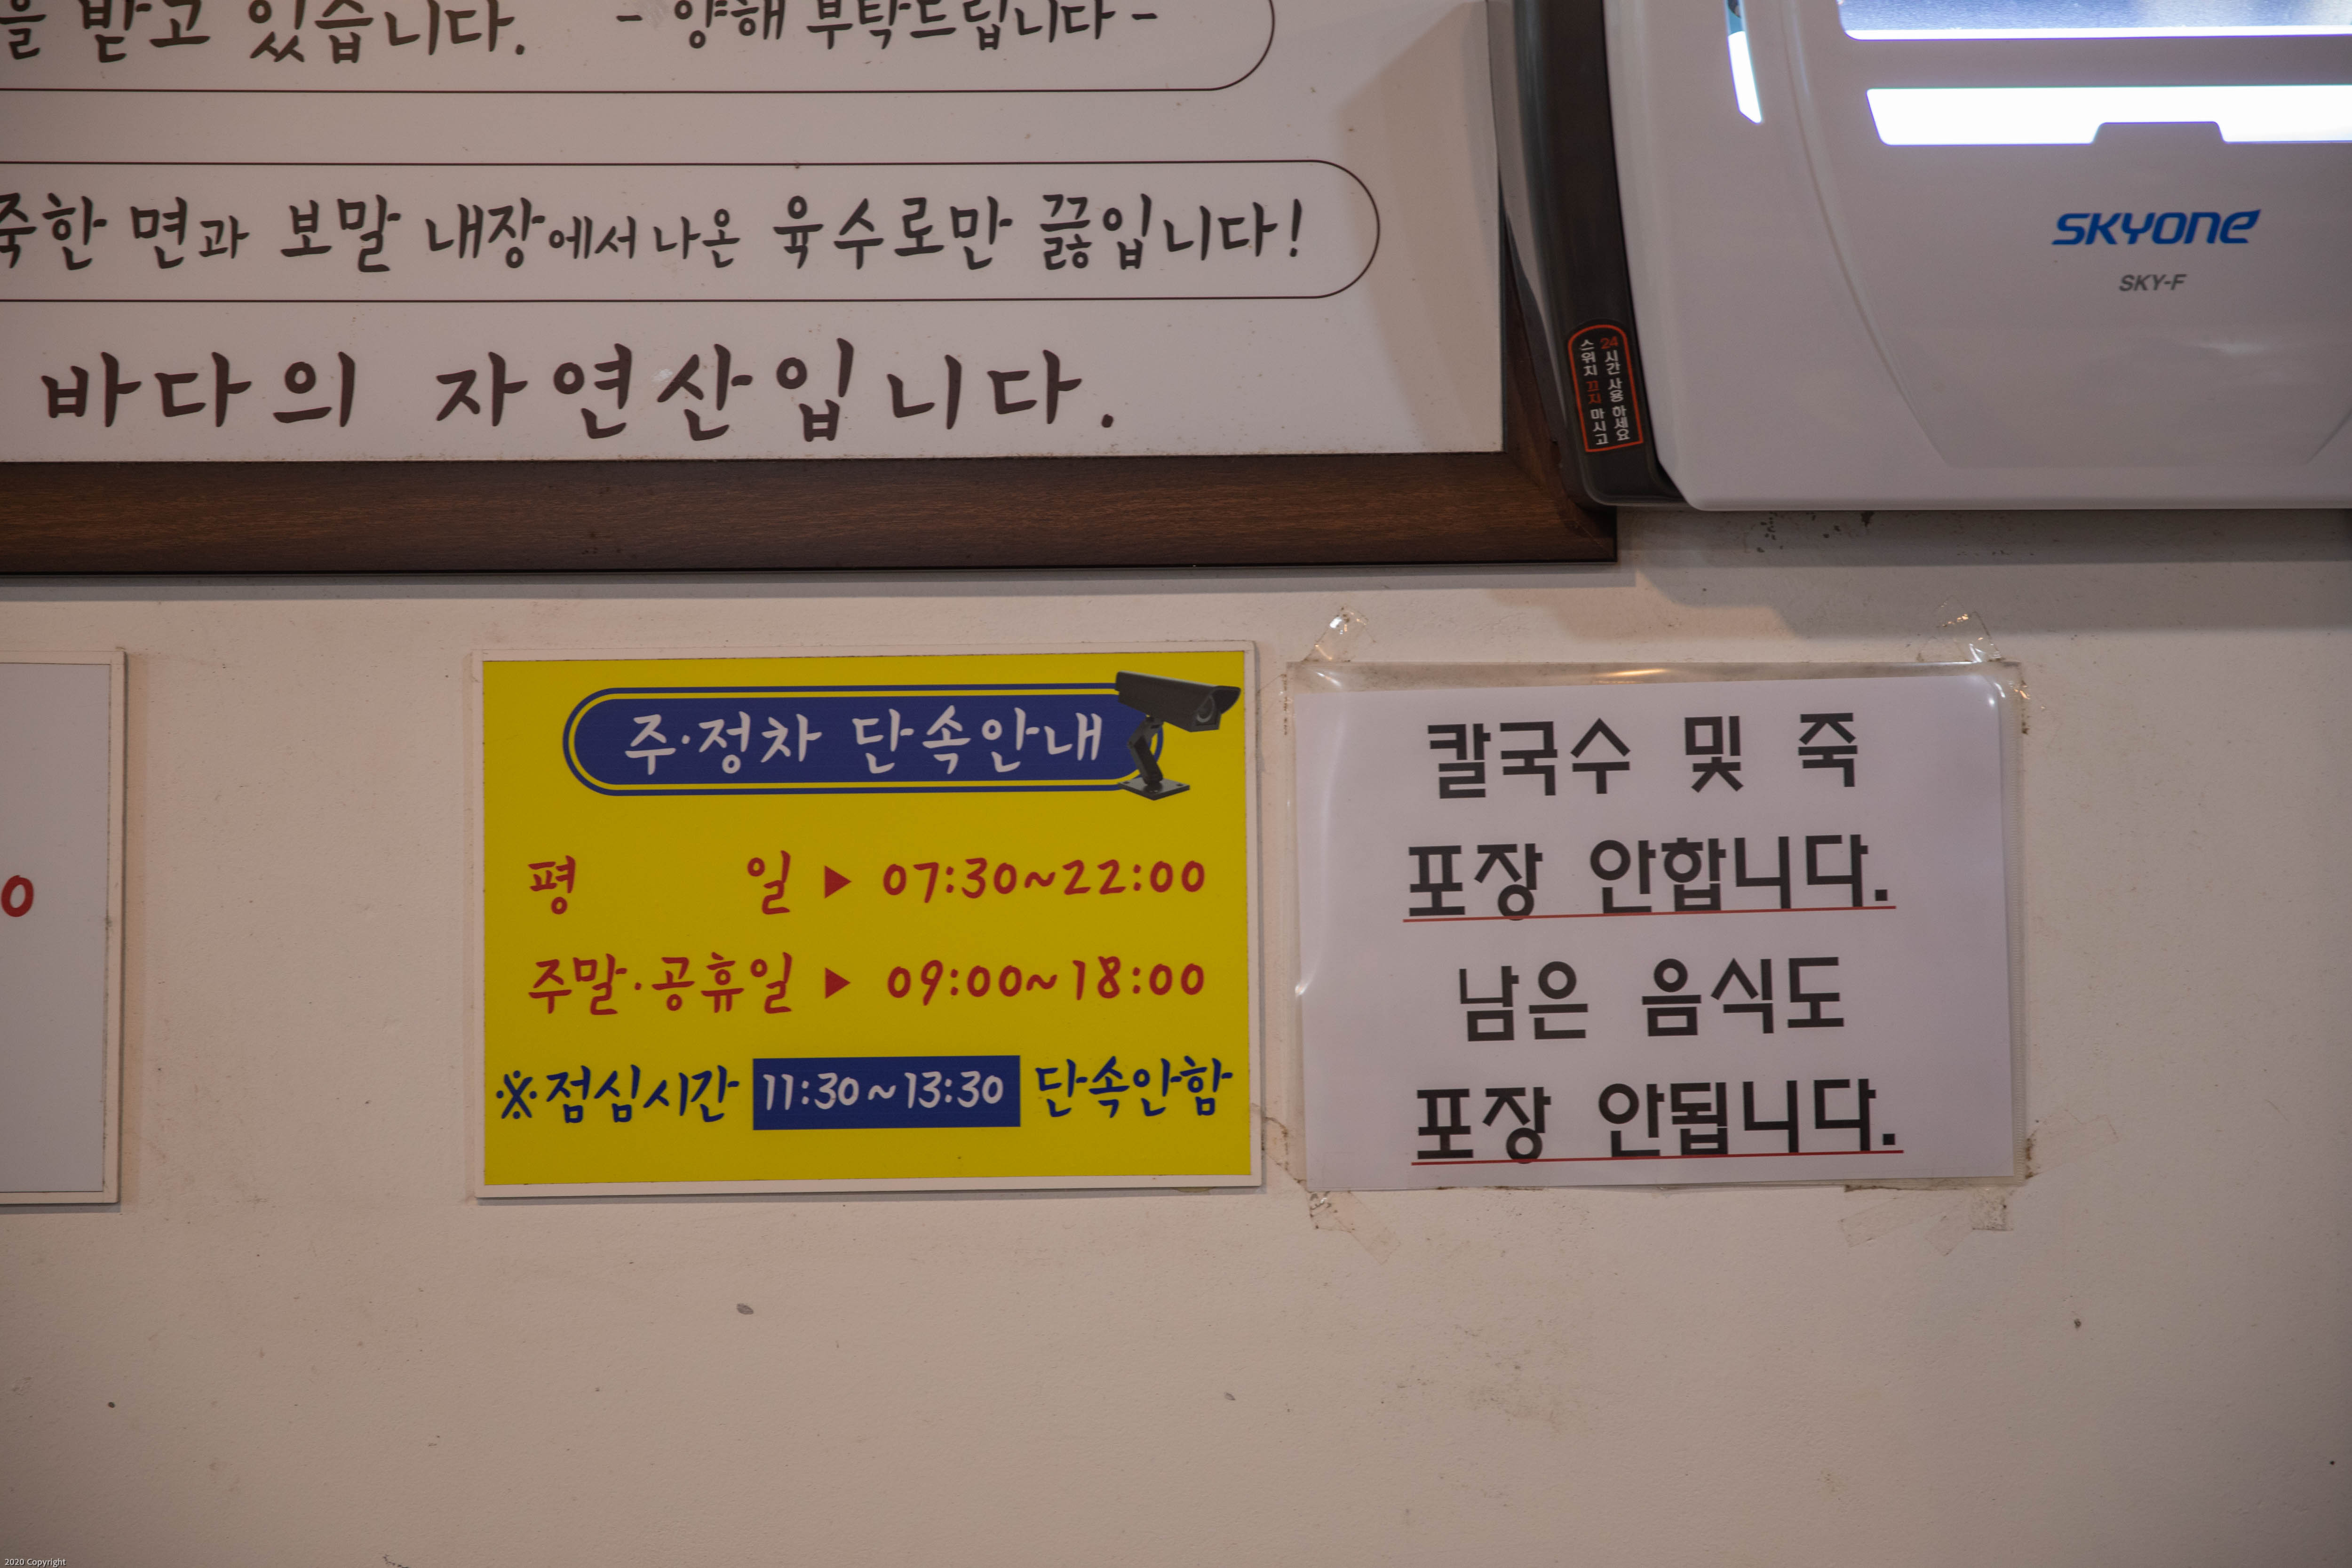 받고 있습니다. - 양해 부탁드립니다 -
한 면과 보말 내장에서 나온 육수로만 끓입니다!
바다의 자연산입니다.
SKYONE
SKY-F
24시간 사용 하세요
스위치 끄지 마시고
주·정차 단속안내
평 일 ▶ 07:30~22:00
주말·공휴일 ▶ 09:00~18:00
※점심시간 11:30~13:30 단속안함
칼국수 및 죽
포장 안합니다.
남은 음식도
포장 안됩니다.
0
2020 Copyright